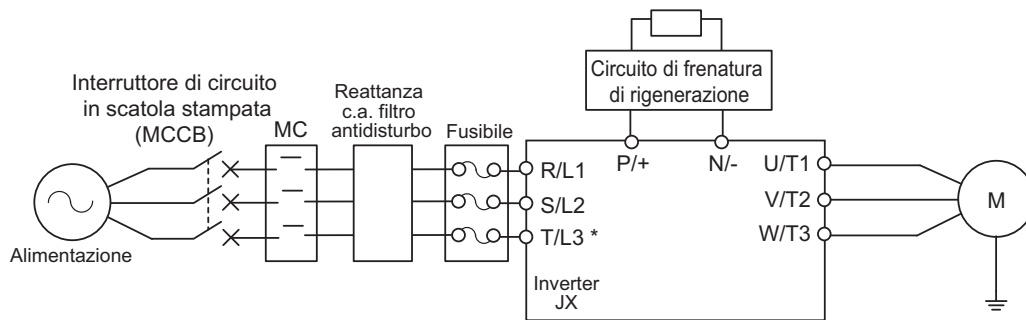 Interruttore di circuito
in scatola stampata
(MCCB)
Alimentazione
MC
Reattanza
c.a. filtro
antidisturbo
Fusibile
Circuito di frenatura
di rigenerazione
P/+
N/-
R/L1
S/L2
T/L3 *
Inverter
JX
U/T1
V/T2
W/T3
M